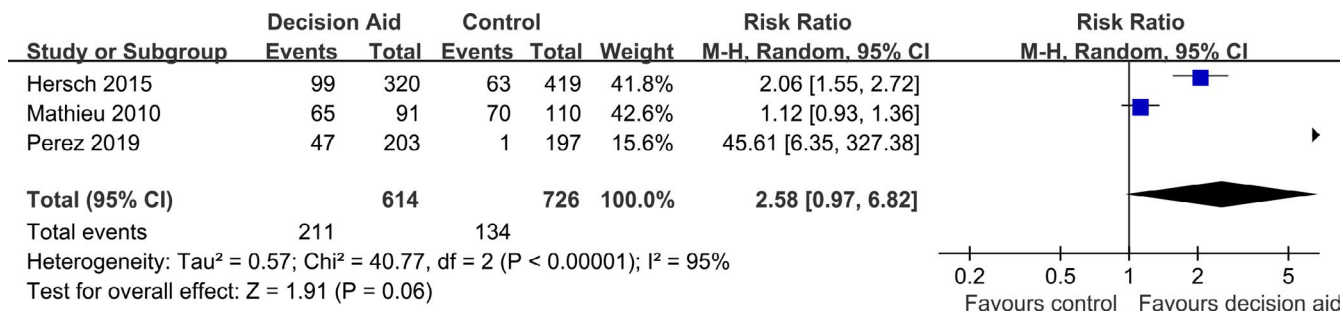 Decision Aid Control Risk Ratio Risk Ratio
Study or Subgroup Events Total Events Total Weight M-H, Random, 95% CI M-H, Random, 95% CI
Hersch 2015 99 320 63 419 41.8% 2.06 [1.55, 2.72]
Mathieu 2010 65 91 70 110 42.6% 1.12 [0.93, 1.36]
Perez 2019 47 203 1 197 15.6% 45.61 [6.35, 327.38]
Total (95% CI) 614 726 100.0% 2.58 [0.97, 6.82]
Total events 211 134
Heterogeneity: Tau² = 0.57; Chi² = 40.77, df = 2 (P < 0.00001); I² = 95%
Test for overall effect: Z = 1.91 (P = 0.06)
0.2 0.5 1 2 5
Favours control Favours decision aid